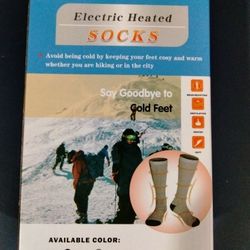 Electric Heated
SOCKS
Avoid being cold by keeping your feet cosy and warm
whether you are hiking or in the city
Say Goodbye to
Cold Feet
AVAILABLE COLOR: